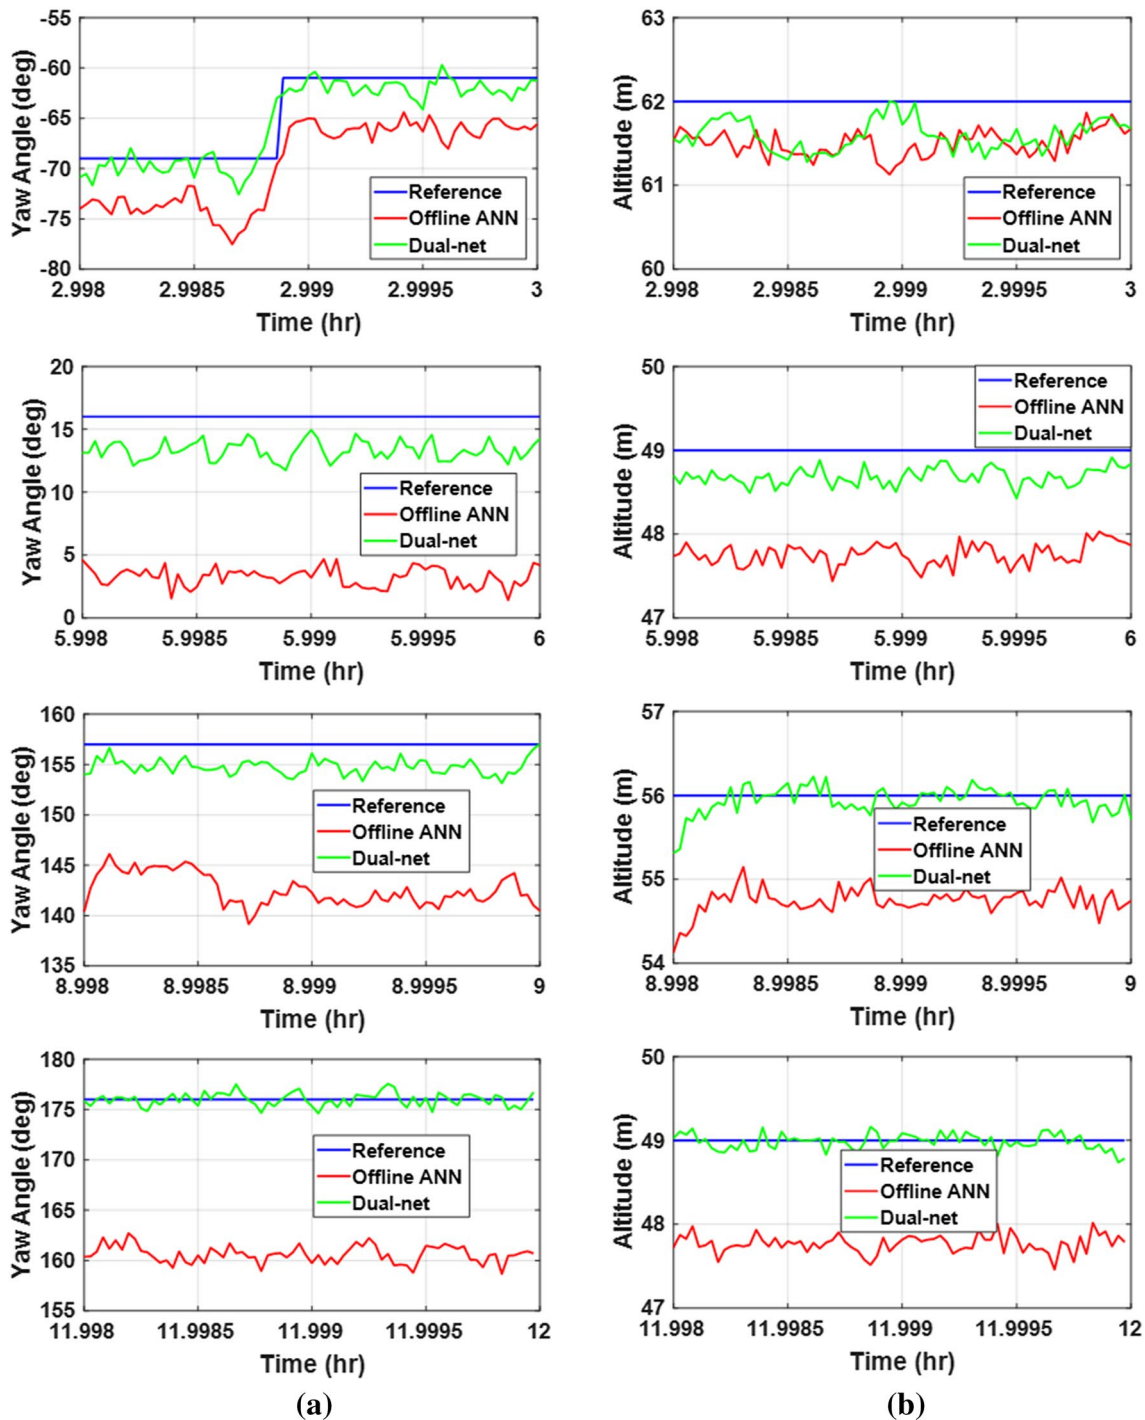 -55
-60
-65
-70
-75
-80
Yaw Angle (deg)
Reference
Offline ANN
Dual-net
2.998 2.9985 2.999 2.9995 3
Time (hr)
63
62
61
60
Altitude (m)
Reference
Offline ANN
Dual-net
2.998 2.9985 2.999 2.9995 3
Time (hr)
20
15
10
5
0
Yaw Angle (deg)
Reference
Offline ANN
Dual-net
5.998 5.9985 5.999 5.9995 6
Time (hr)
50
49
48
47
Altitude (m)
Reference
Offline ANN
Dual-net
5.998 5.9985 5.999 5.9995 6
Time (hr)
160
155
150
145
140
135
Yaw Angle (deg)
Reference
Offline ANN
Dual-net
8.998 8.9985 8.999 8.9995 9
Time (hr)
57
56
55
54
Altitude (m)
Reference
Offline ANN
Dual-net
8.998 8.9985 8.999 8.9995 9
Time (hr)
180
175
170
165
160
155
Yaw Angle (deg)
Reference
Offline ANN
Dual-net
11.998 11.9985 11.999 11.9995 12
Time (hr)
50
49
48
47
Altitude (m)
Reference
Offline ANN
Dual-net
11.998 11.9985 11.999 11.9995 12
Time (hr)
(a)
(b)